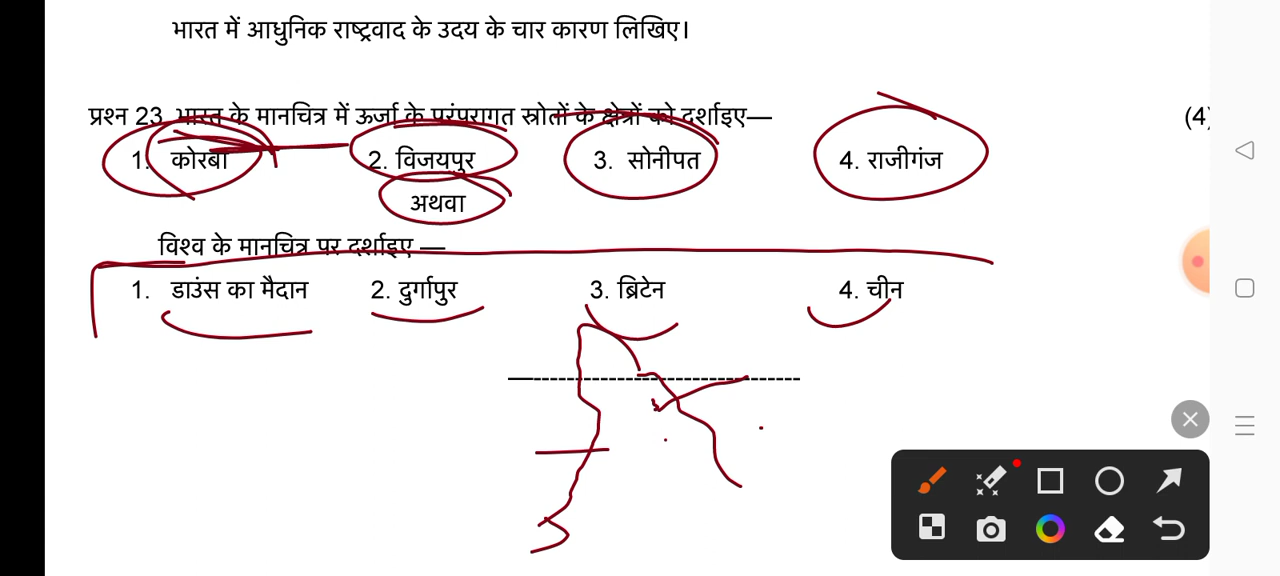 भारत में आधुनिक राष्ट्रवाद के उदय के चार कारण लिखिए।
प्रश्न 23. भारत के मानचित्र में ऊर्जा के परंपरागत स्रोतों के क्षेत्रों को दर्शाइए— (4)
1. कोरबा 2. विजयपुर 3. सोनीपत 4. राजीगंज
अथवा
विश्व के मानचित्र पर दर्शाइए —
1. डाउंस का मैदान 2. दुर्गापुर 3. ब्रिटेन 4. चीन
—------------------------------